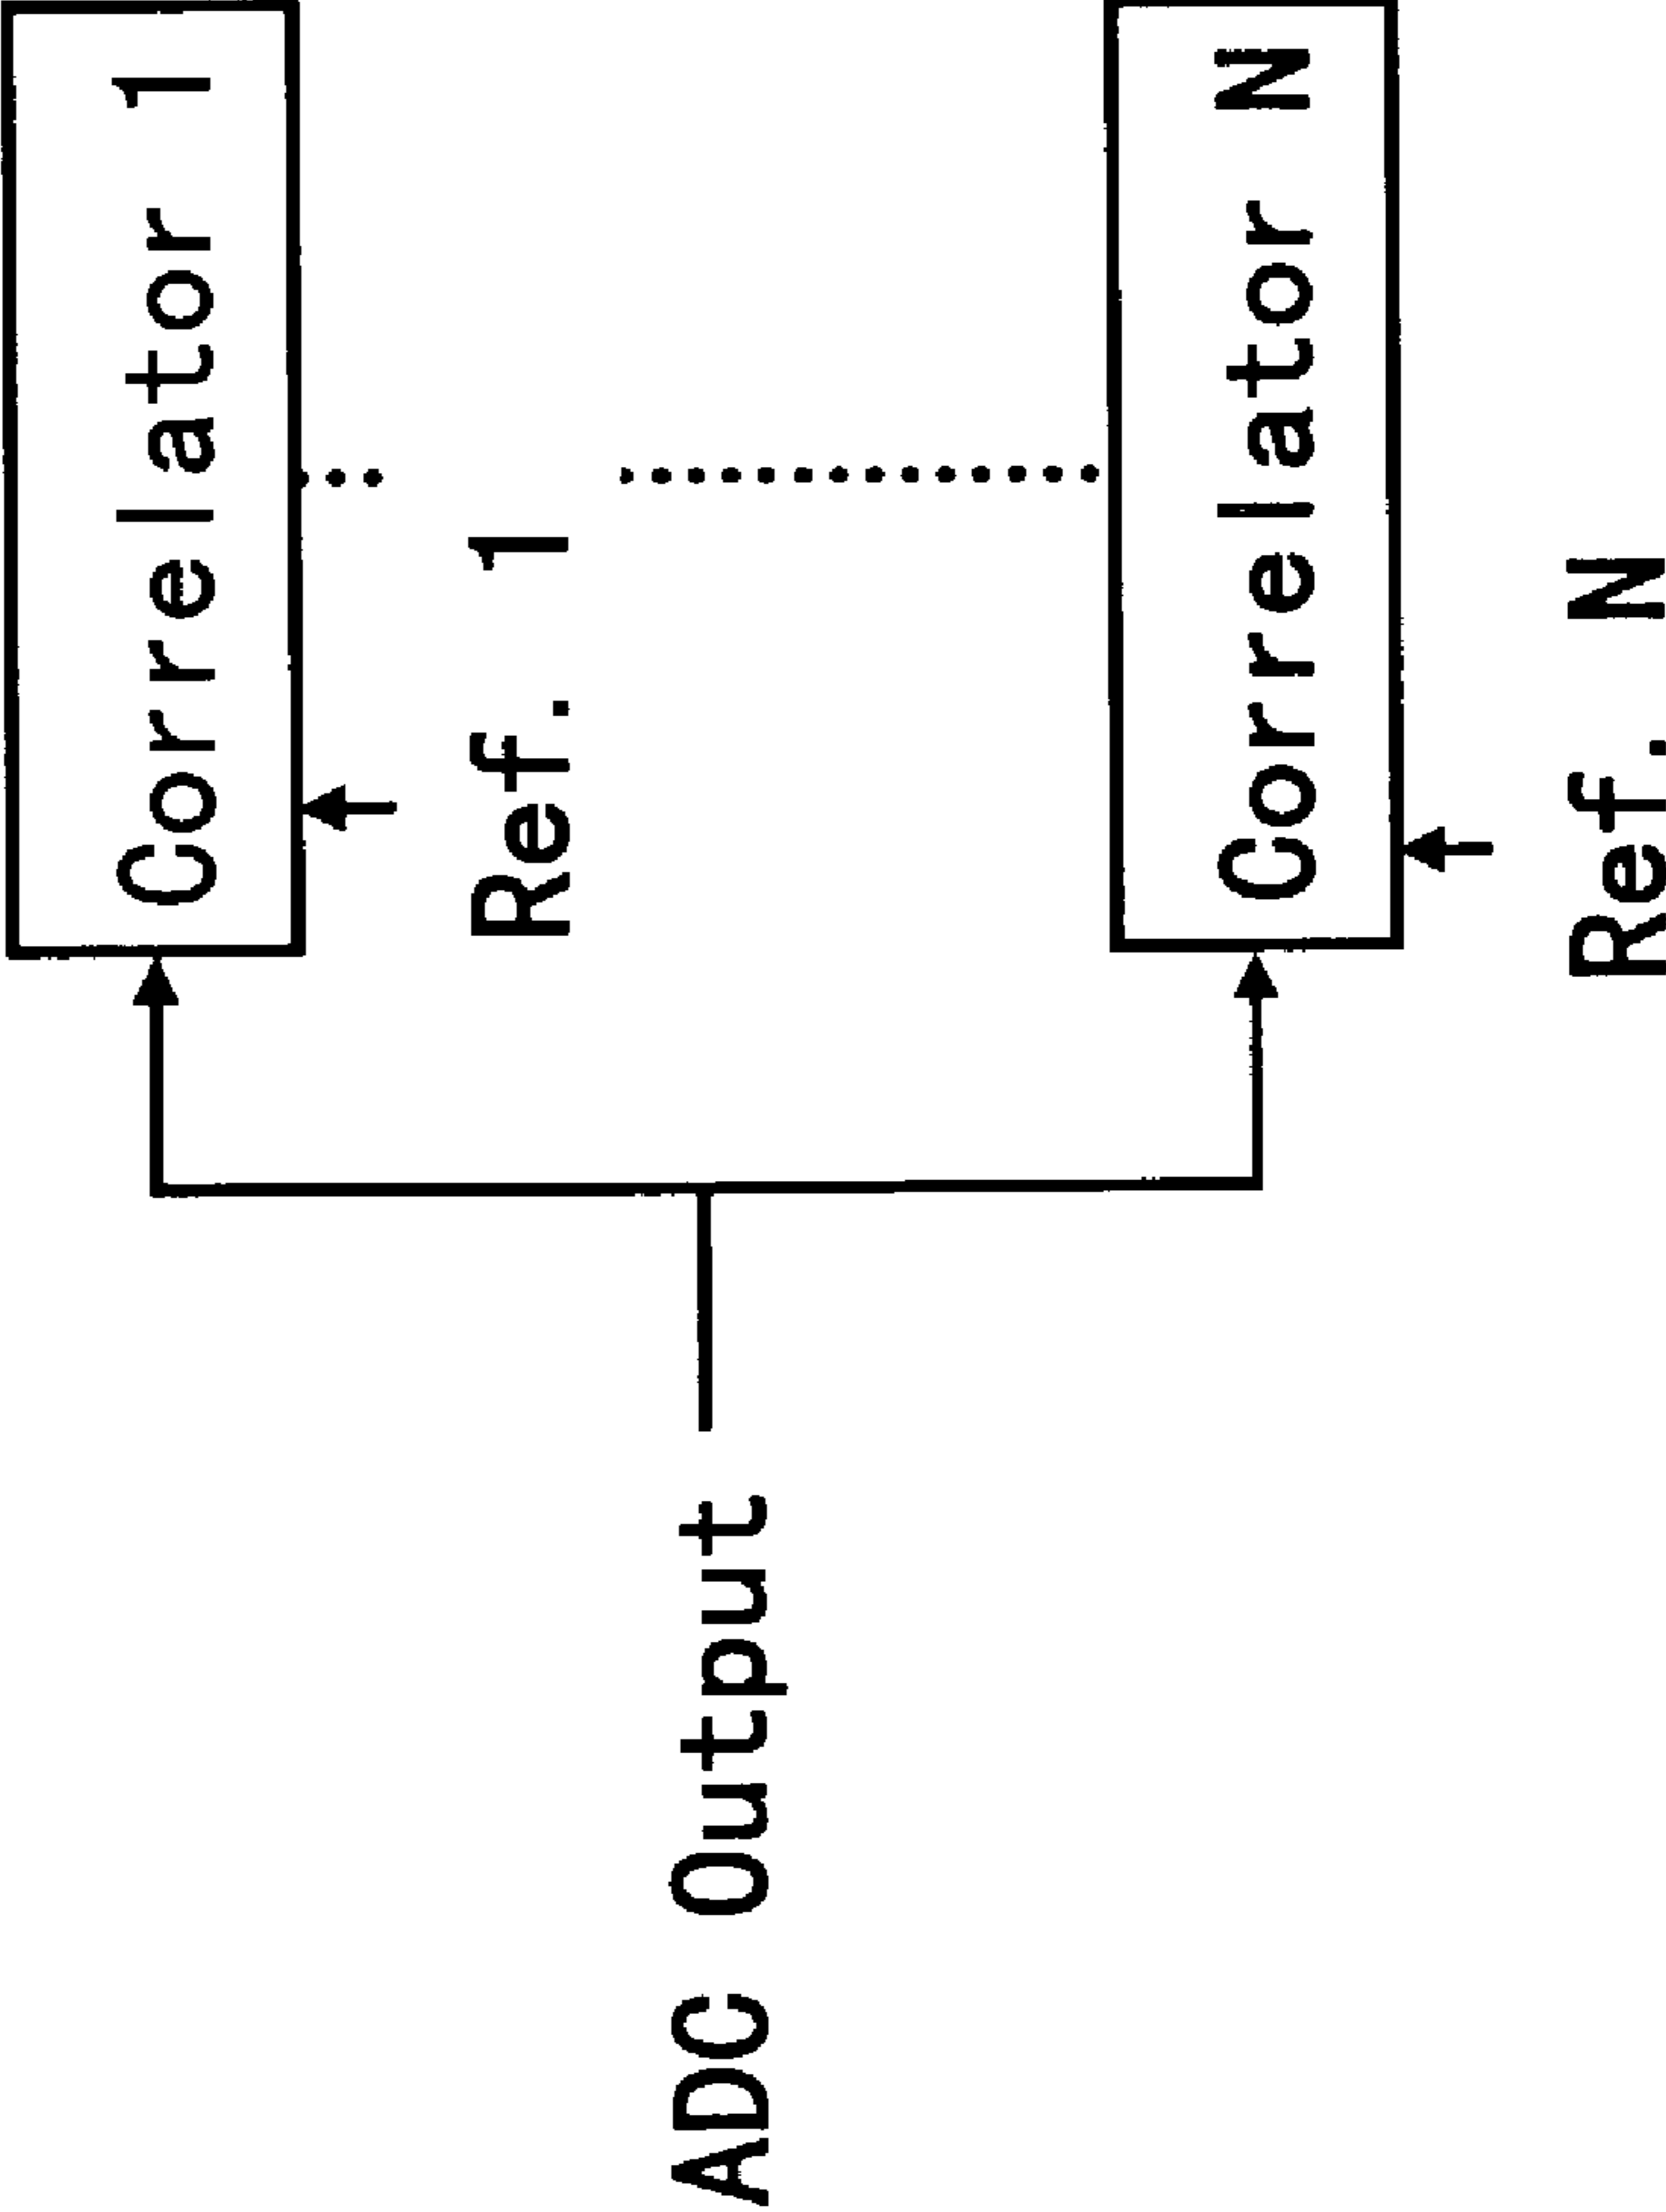 Correlator 1
Ref. 1
ADC Output
Correlator N
Ref. N